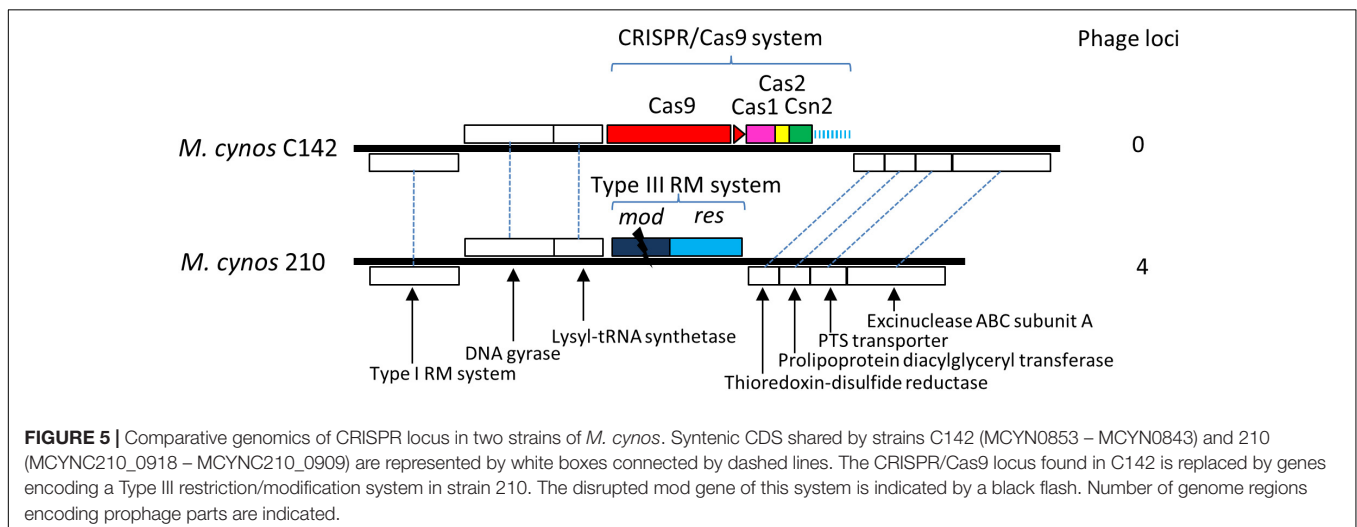 CRISPR/Cas9 system
Phage loci
Cas2
Cas9
Cas1 Csn2
M. cynos C142
0
Type III RM system
mod
res
M. cynos 210
4
Excinuclease ABC subunit A
Lysyl-tRNA synthetase
PTS transporter
DNA gyrase
Prolipoprotein diacylglyceryl transferase
Type I RM system
Thioredoxin-disulfide reductase
FIGURE 5 | Comparative genomics of CRISPR locus in two strains of M. cynos. Syntenic CDS shared by strains C142 (MCYN0853 – MCYN0843) and 210
(MCYNC210_0918 – MCYNC210_0909) are represented by white boxes connected by dashed lines. The CRISPR/Cas9 locus found in C142 is replaced by genes
encoding a Type III restriction/modification system in strain 210. The disrupted mod gene of this system is indicated by a black flash. Number of genome regions
encoding prophage parts are indicated.